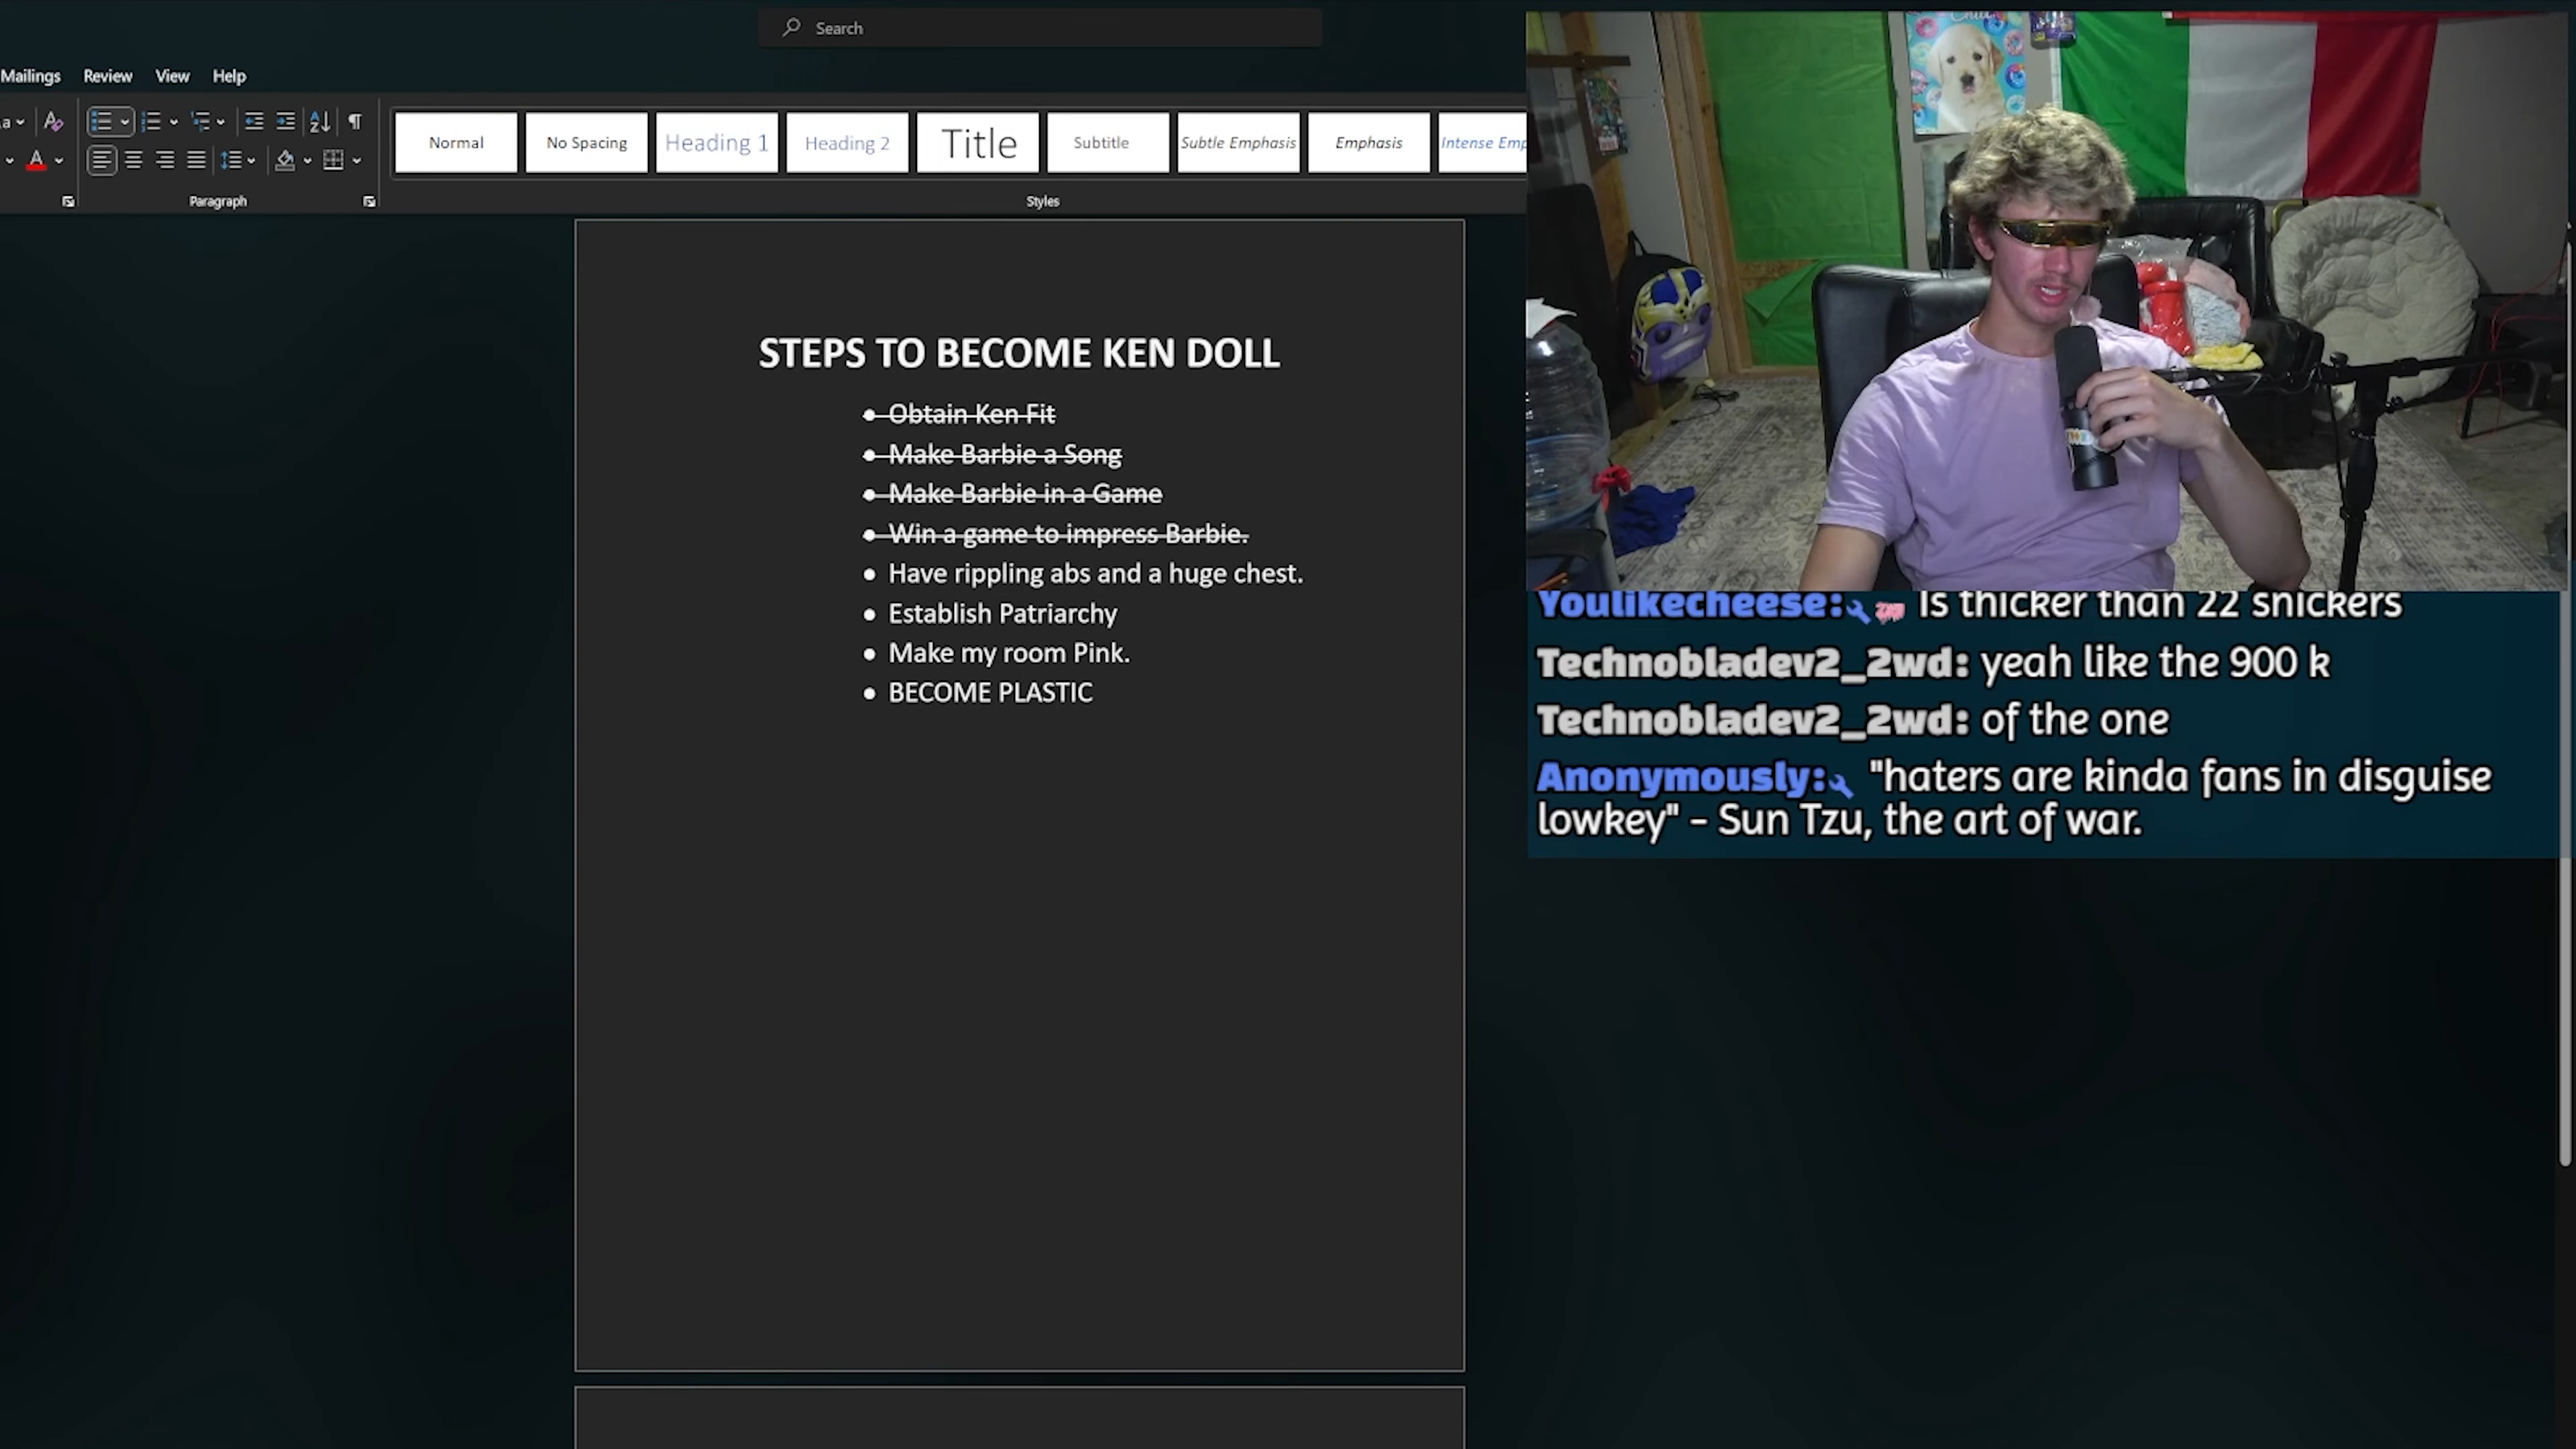 Search
Mailings Review View Help
Normal No Spacing Heading 1 Heading 2 Title Subtitle Subtle Emphasis Emphasis Intense Emp
Paragraph Styles
STEPS TO BECOME KEN DOLL
• Obtain Ken Fit
• Make Barbie a Song
• Make Barbie in a Game
• Win a game to impress Barbie.
• Have rippling abs and a huge chest.
• Establish Patriarchy
• Make my room Pink.
• BECOME PLASTIC
Youlikecheese: Is thicker than 22 snickers
Technobladev2_2wd: yeah like the 900 k
Technobladev2_2wd: of the one
Anonymously: "haters are kinda fans in disguise
lowkey" - Sun Tzu, the art of war.